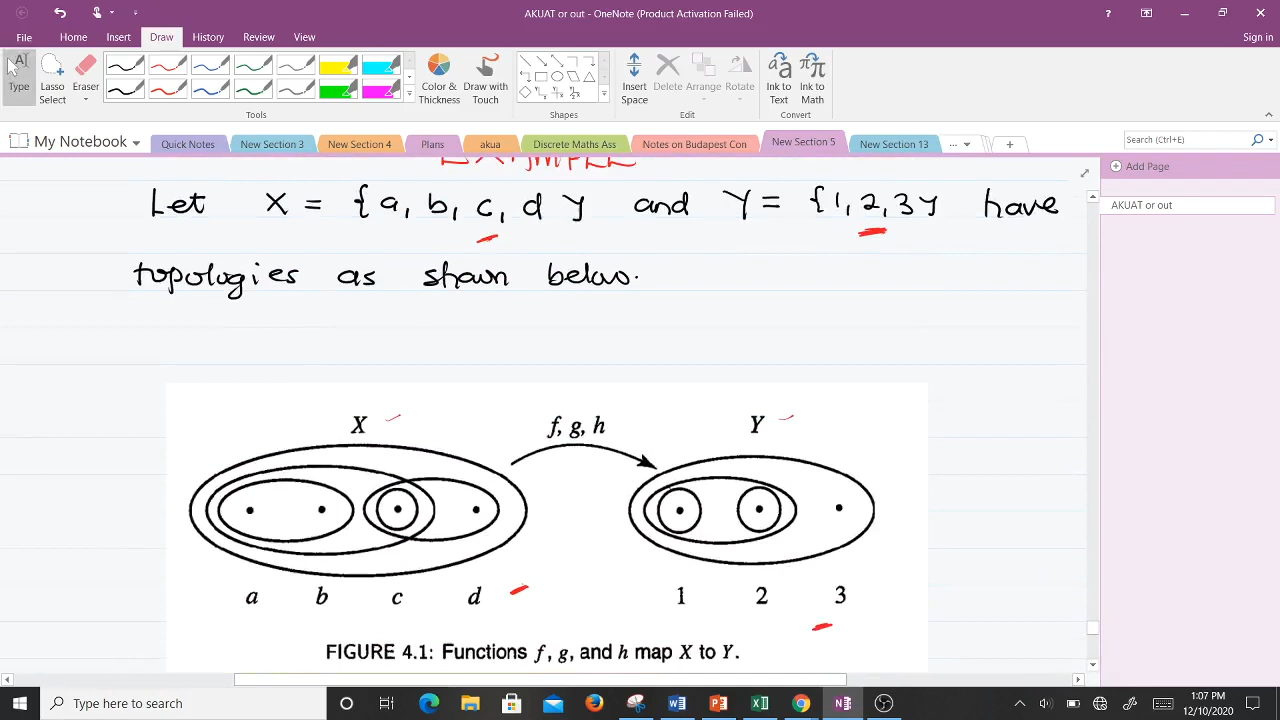 AKUAT or out - OneNote (Product Activation Failed)
?
File Home Insert Draw History Review View
Sign in
Type
Lasso Select
Eraser
Color & Thickness
Draw with Touch
Insert Space
Delete
Arrange
Rotate
Ink to Text
Ink to Math
Tools
Shapes
Edit
Convert
My Notebook
Quick Notes
New Section 3
New Section 4
Plans
akua
Discrete Maths Ass
Notes on Budapest Con
New Section 5
New Section 13
...
Search (Ctrl+E)
Add Page
AKUAT or out
Let X = {a, b, c, d} and Y = {1, 2, 3} have
topologies as shown below.
X f, g, h Y
a b c d 1 2 3
FIGURE 4.1: Functions f, g, and h map X to Y.
Type here to search
1:07 PM
12/10/2020